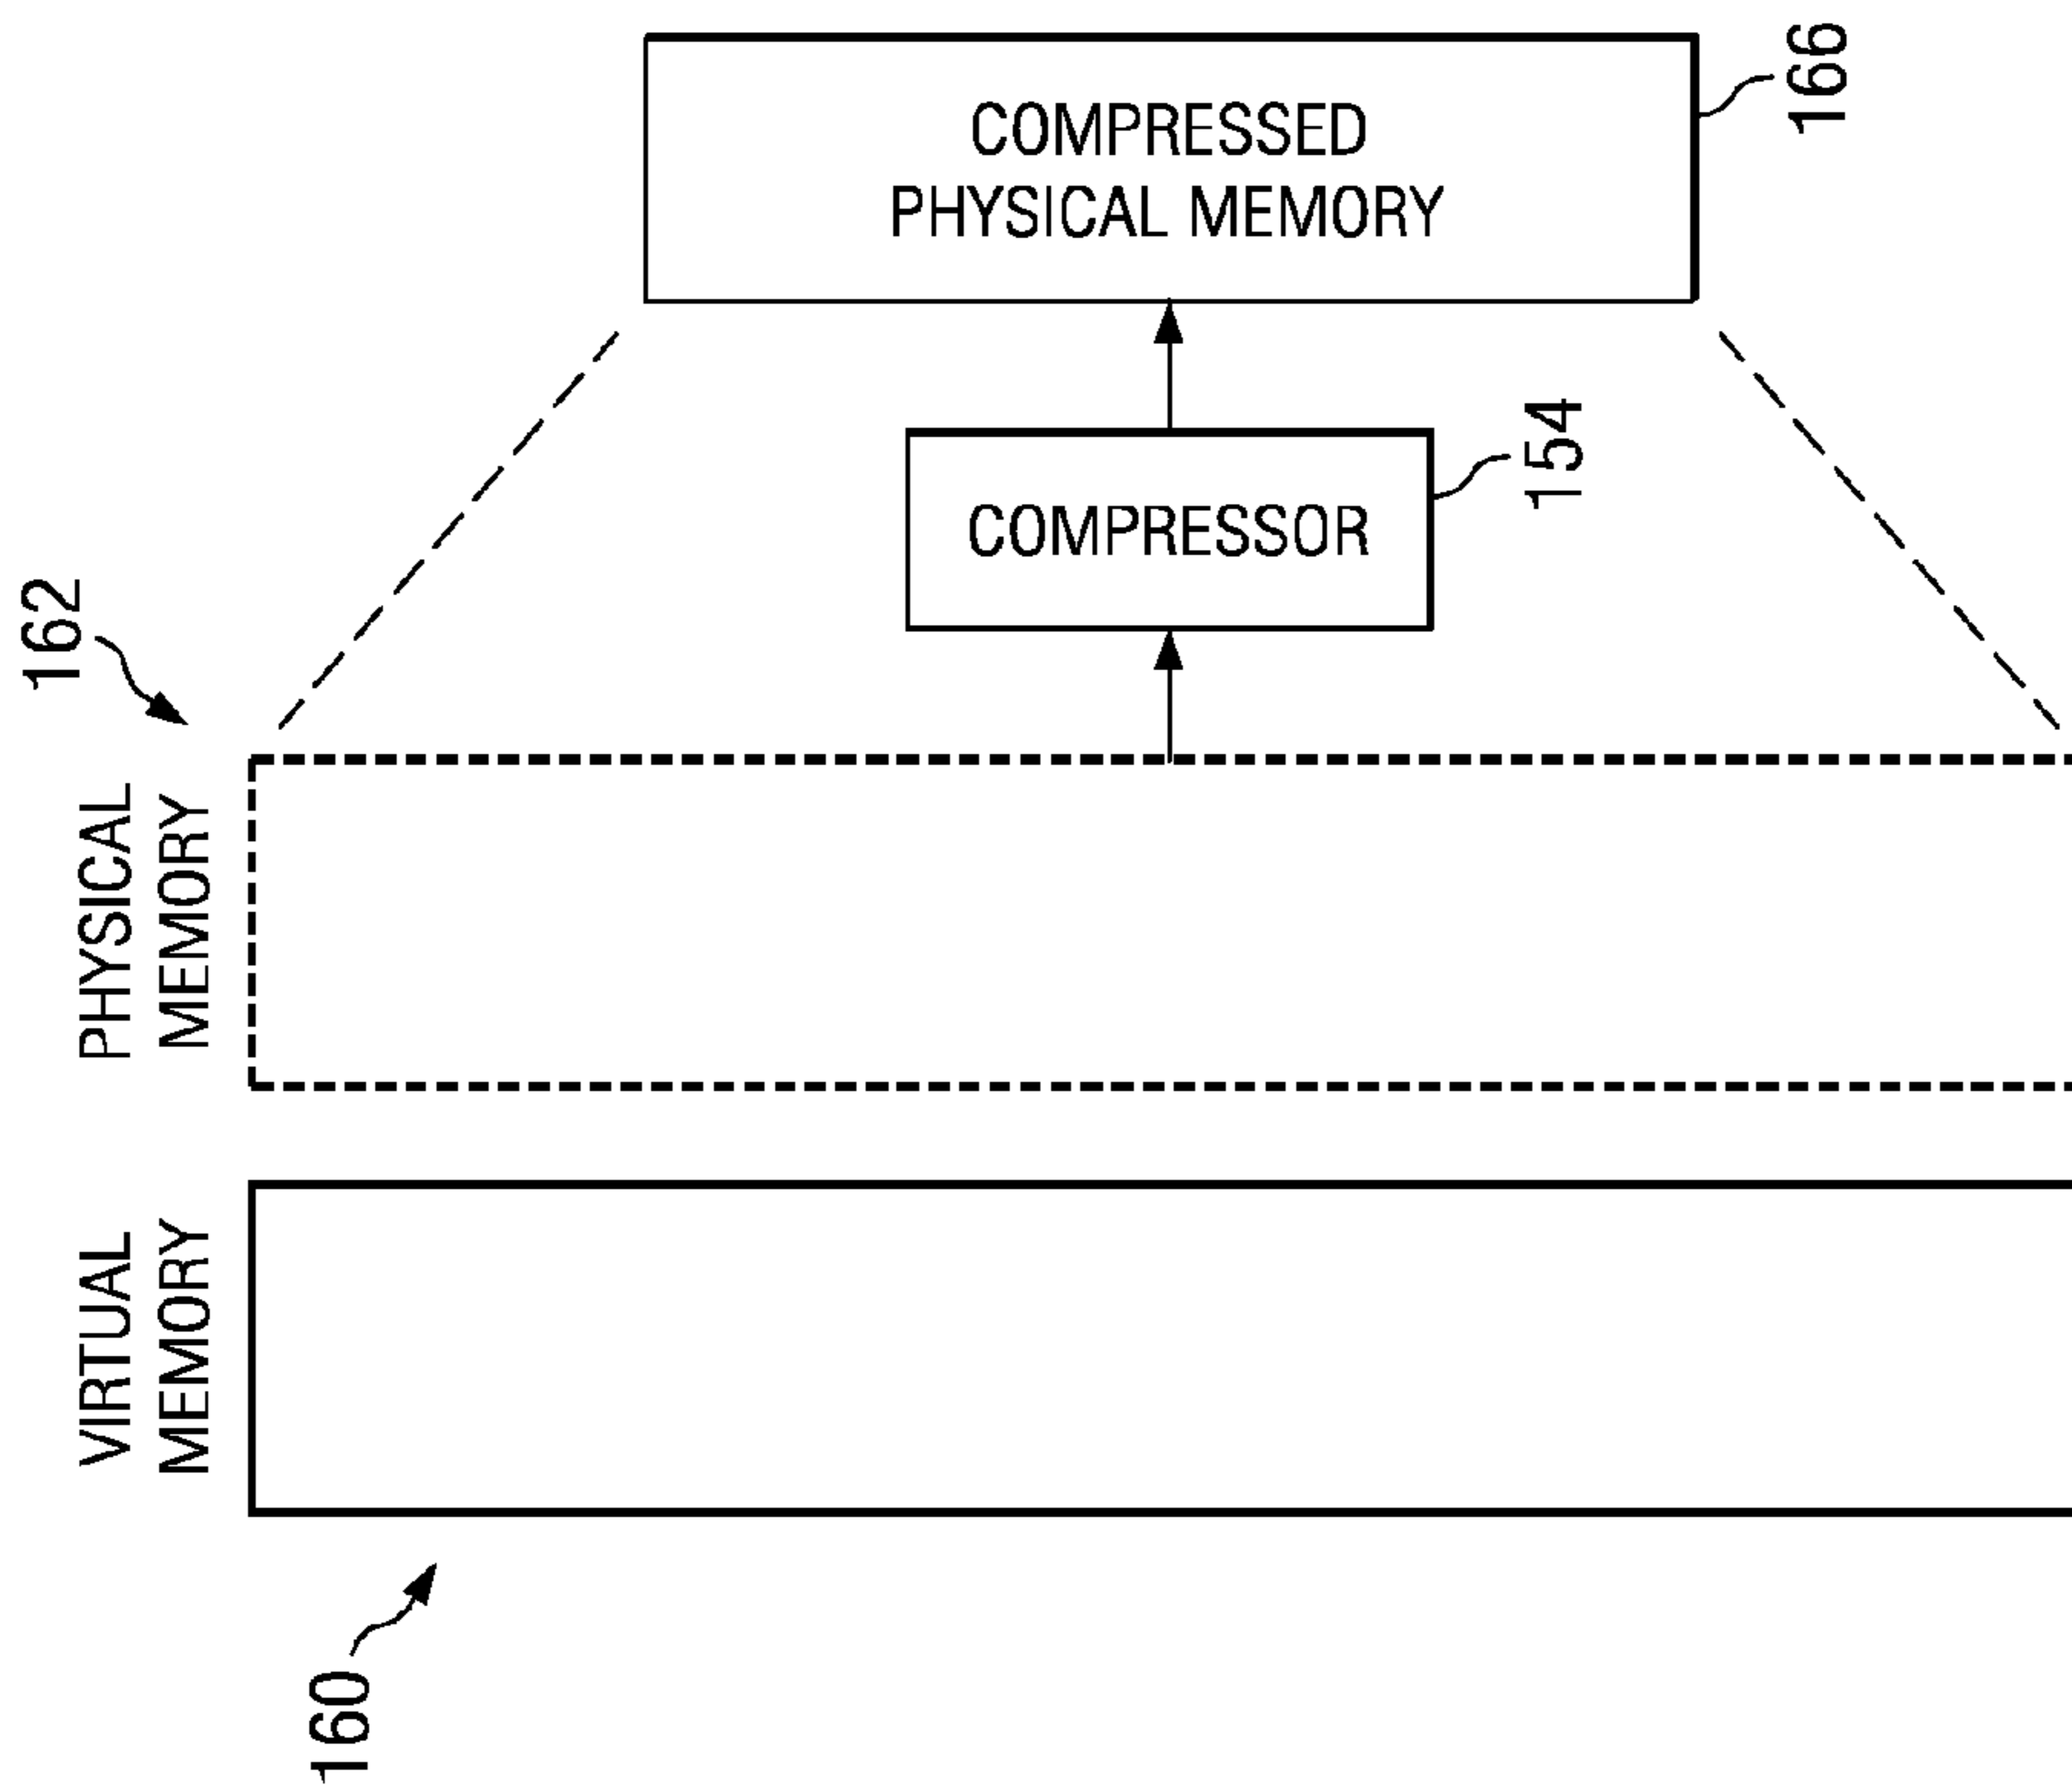 166
COMPRESSED
PHYSICAL MEMORY
154
COMPRESSOR
162
PHYSICAL
MEMORY
VIRTUAL
MEMORY
160